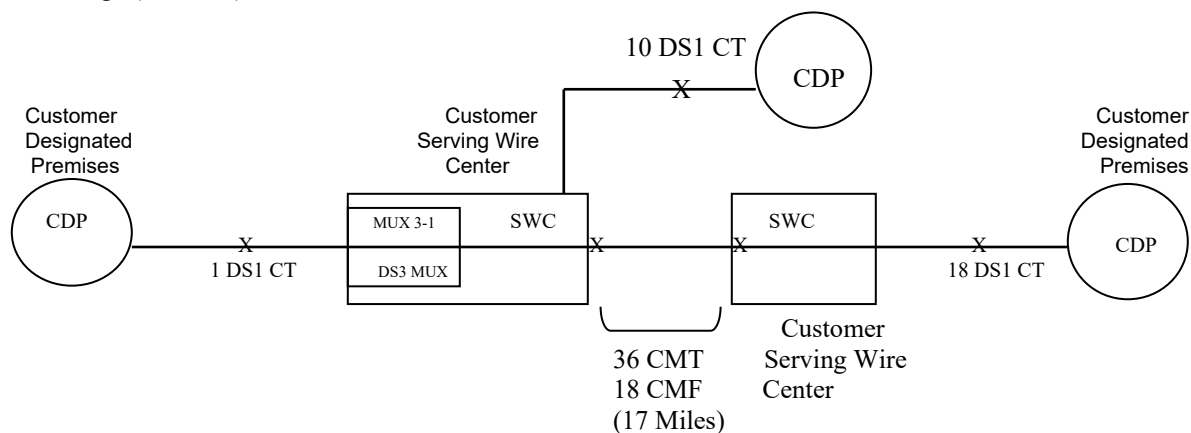 10 DS1 CT
CDP
X
Customer
Designated
Premises
Customer
Serving Wire
Center
Customer
Designated
Premises
CDP
MUX 3-1
SWC
SWC
CDP
X
X
X
X
1 DS1 CT
DS3 MUX
18 DS1 CT
36 CMT
18 CMF
(17 Miles)
Customer
Serving Wire
Center